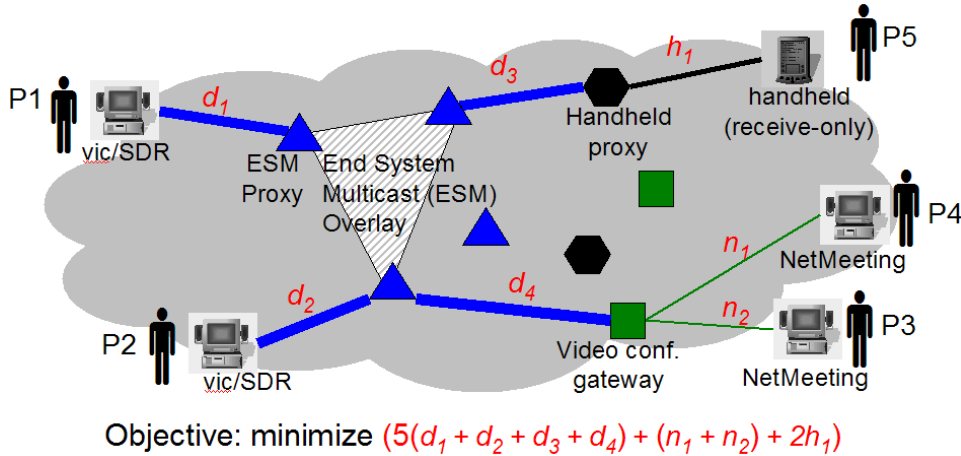 P1
vic/SDR
d1
ESM
Proxy
End System
Multicast (ESM)
Overlay
d3
Handheld
proxy
h1
P5
handheld
(receive-only)
P4
n1
NetMeeting
n2
P3
NetMeeting
d4
Video conf.
gateway
d2
P2
vic/SDR
Objective: minimize (5(d1 + d2 + d3 + d4) + (n1 + n2) + 2h1)